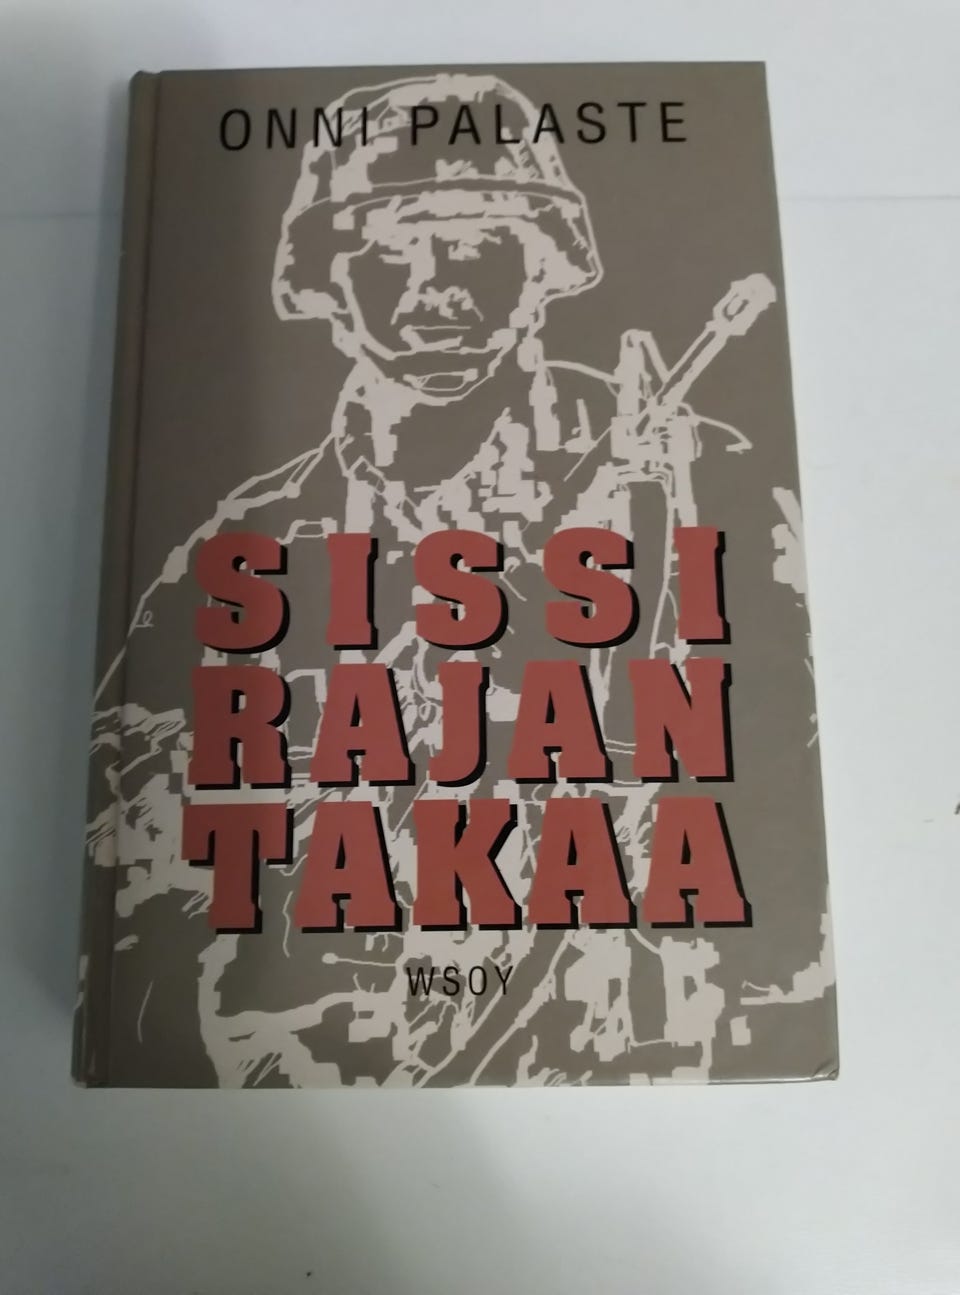 ONNI PALASTE
SISSI
RAJAN
TAKAA
WSOY